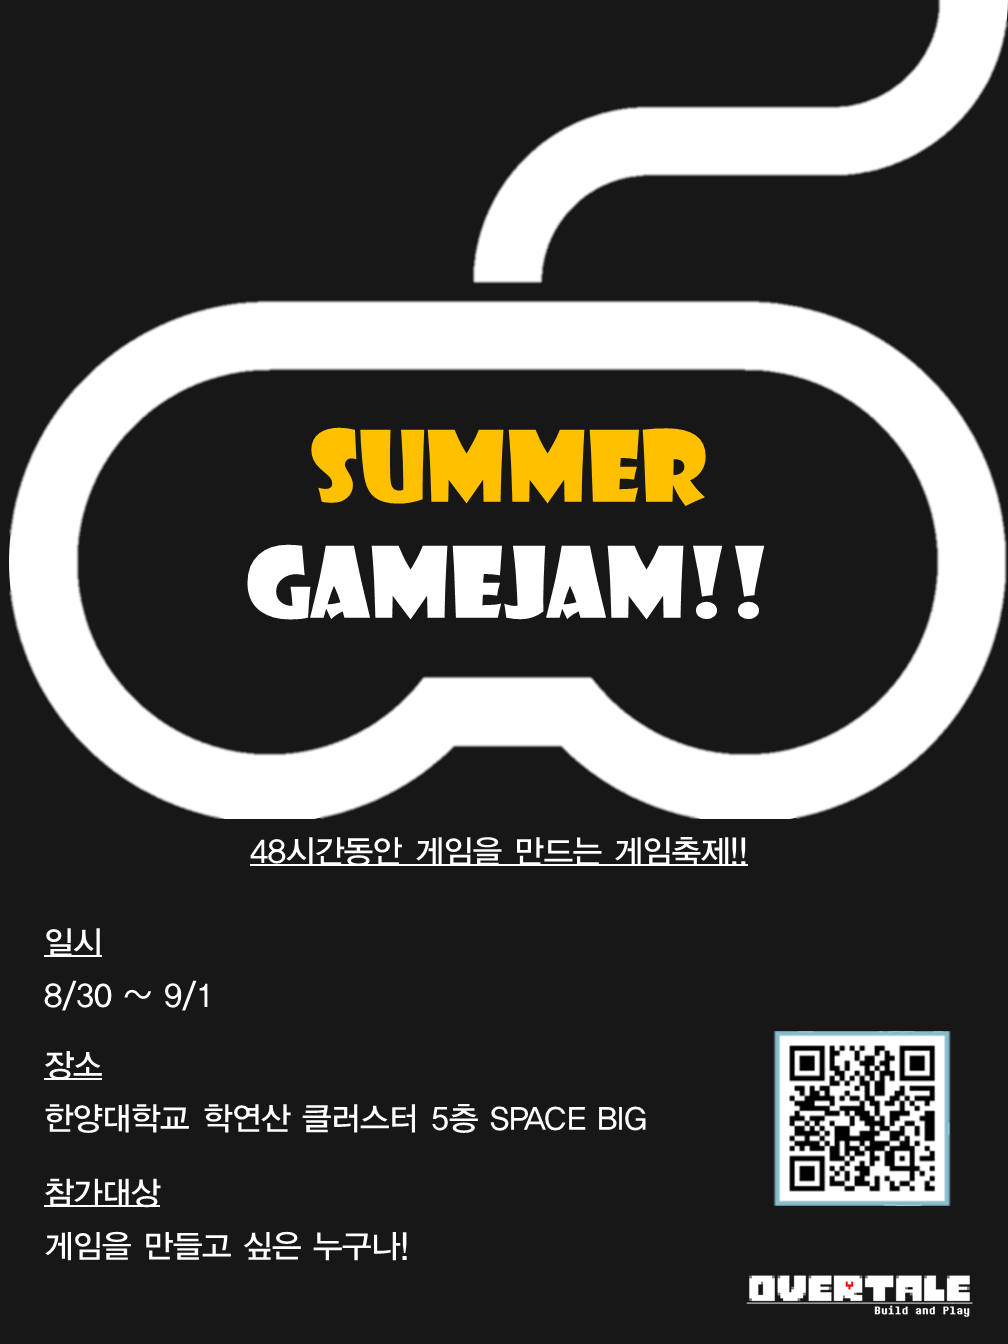 SUMMER
GAMEJAM!!
48시간동안 게임을 만드는 게임축제!!
일시
8/30 ~ 9/1
장소
한양대학교 학연산 클러스터 5층 SPACE BIG
참가대상
게임을 만들고 싶은 누구나!
OVERTALE
Build and Play